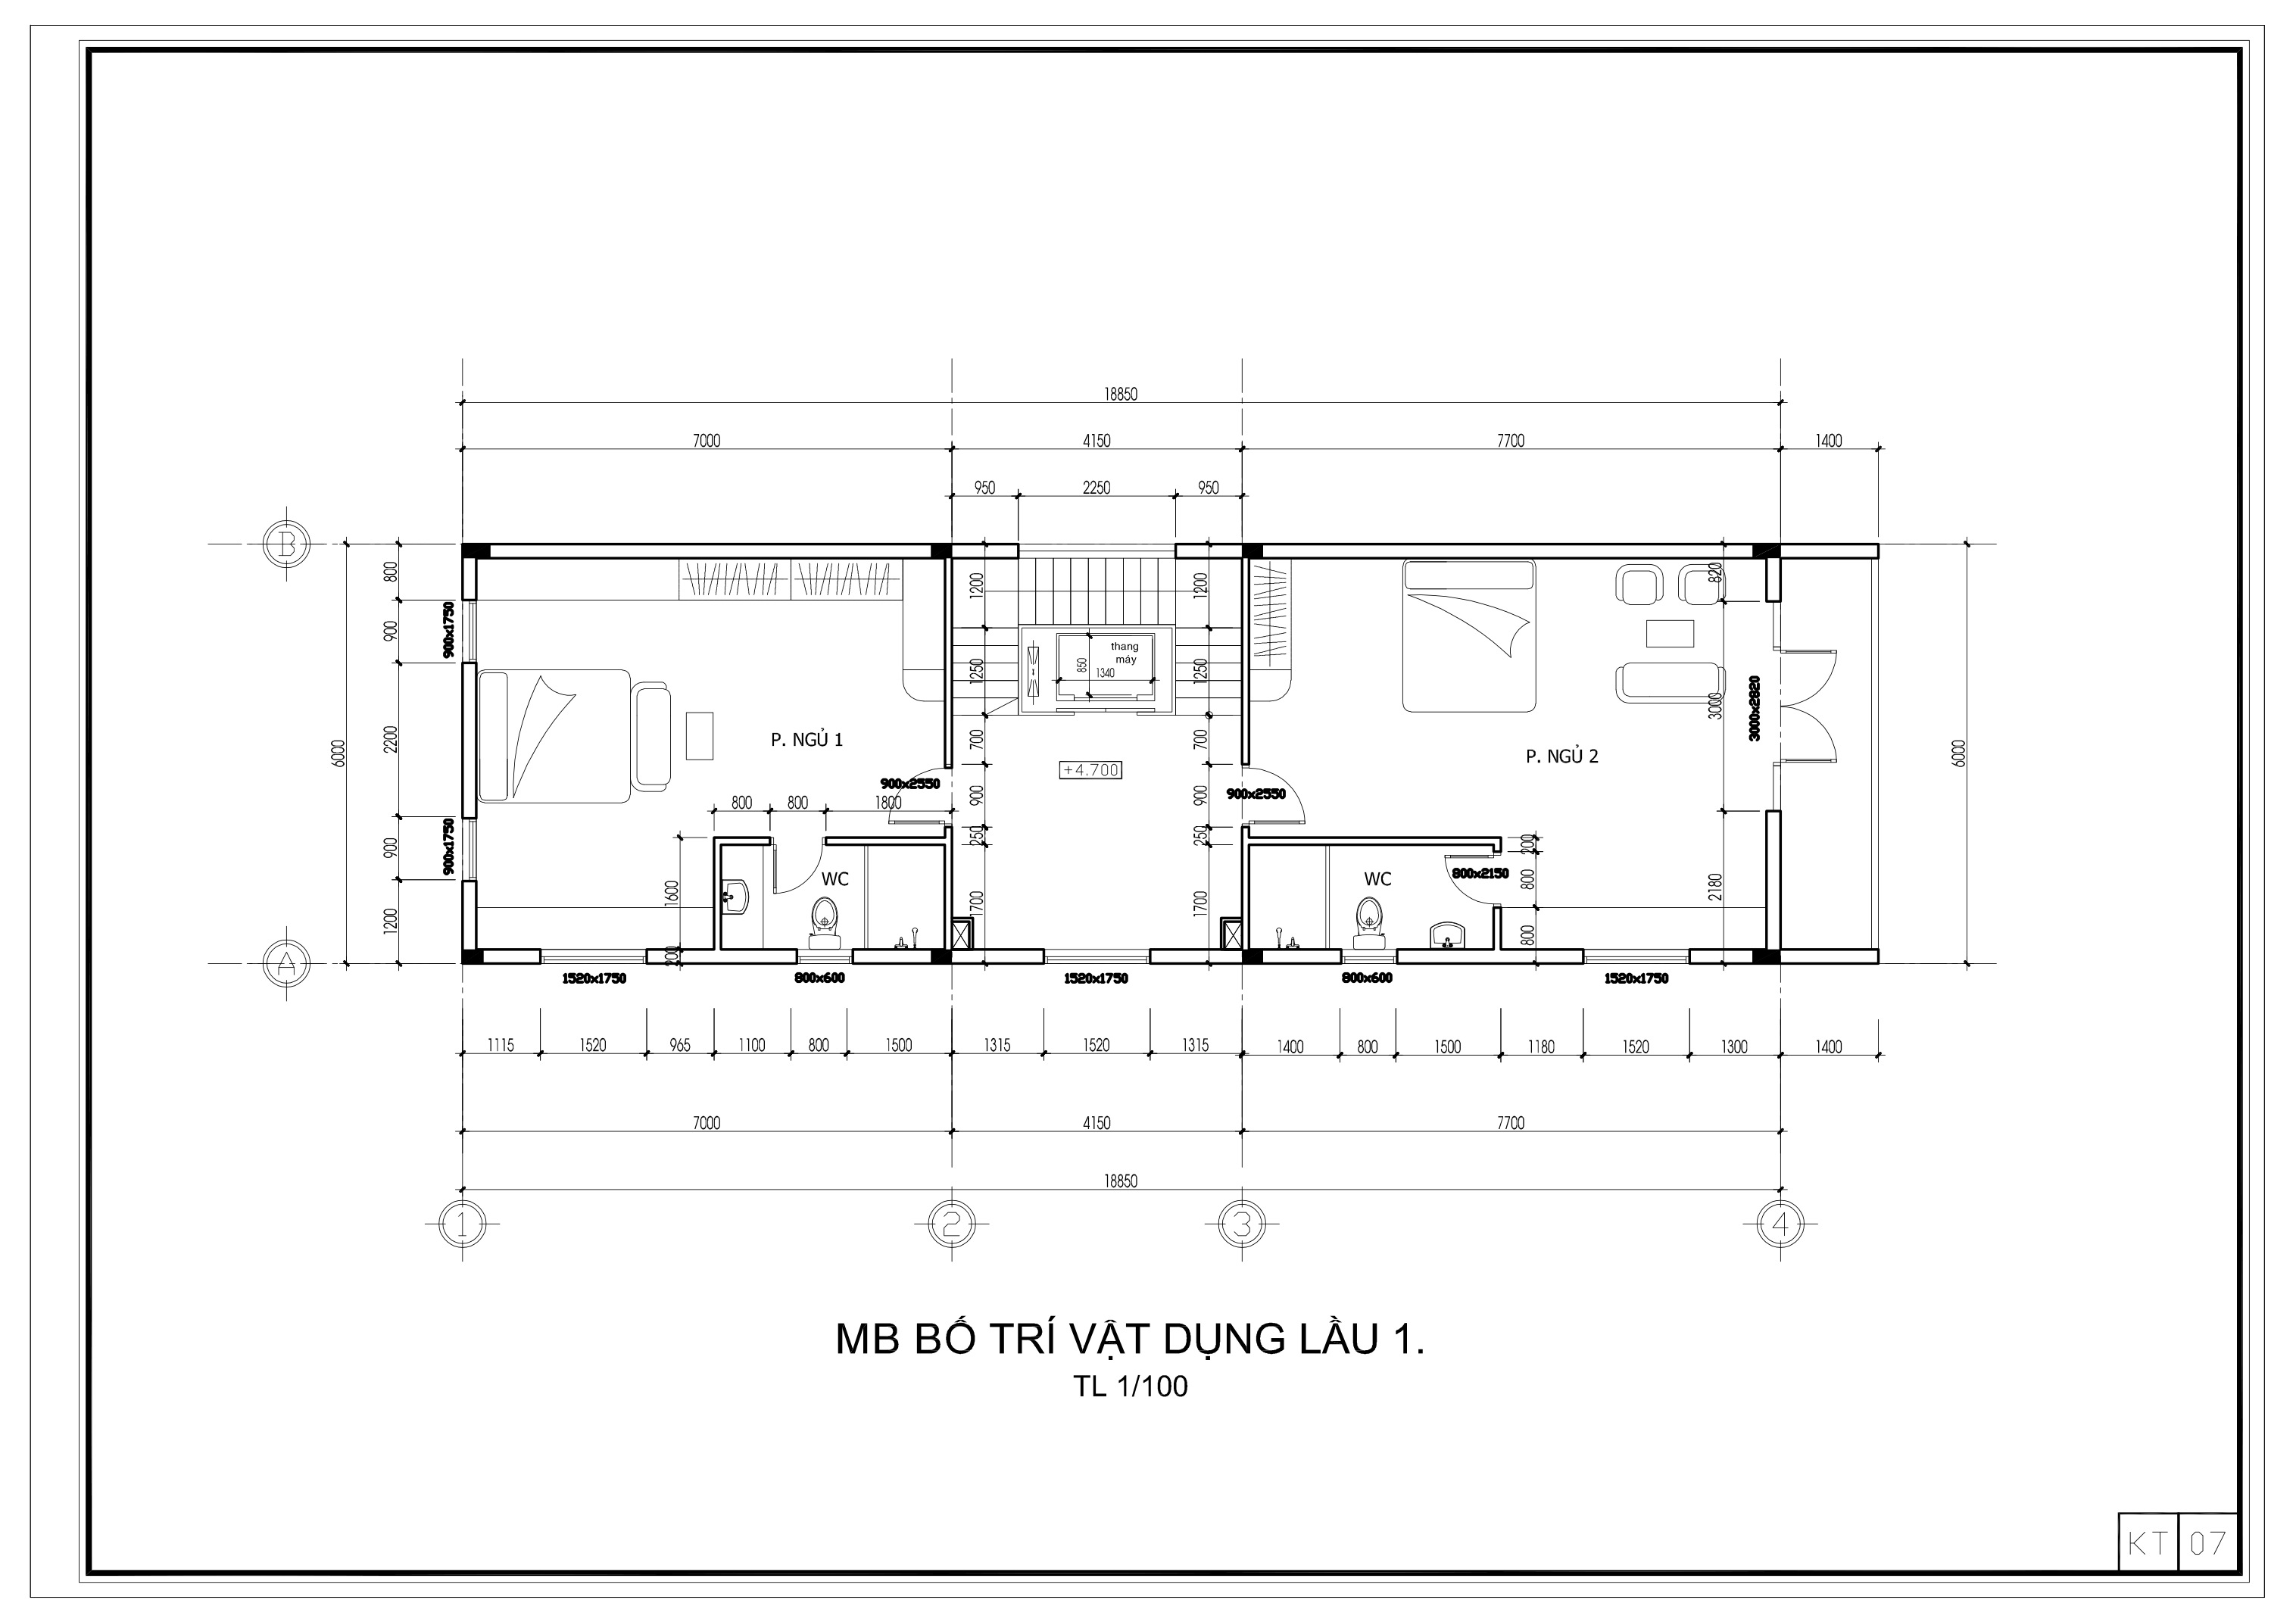 18850
7000 4150 7700 1400
950 2250 950
B
800 1200 1200 820
900x1750
900
thang
máy
850
1340
1250 1250
2200
6000
3000
3000x2820
P. NGỦ 1
700 700
P. NGỦ 2
6000
+4.700
900x2550
900x2550
800 800 1800
900 900
900x1750
900
250 250 200
WC
WC
800x2150
800
1600
2180
1200
1700 1700
800
200
A
1520x1750 800x600 1520x1750 800x600 1520x1750
1115 1520 965 1100 800 1500 1315 1520 1315 1400 800 1500 1180 1520 1300 1400
7000 4150 7700
18850
1 2 3 4
MB BỐ TRÍ VẬT DỤNG LẦU 1.
TL 1/100
KT 07